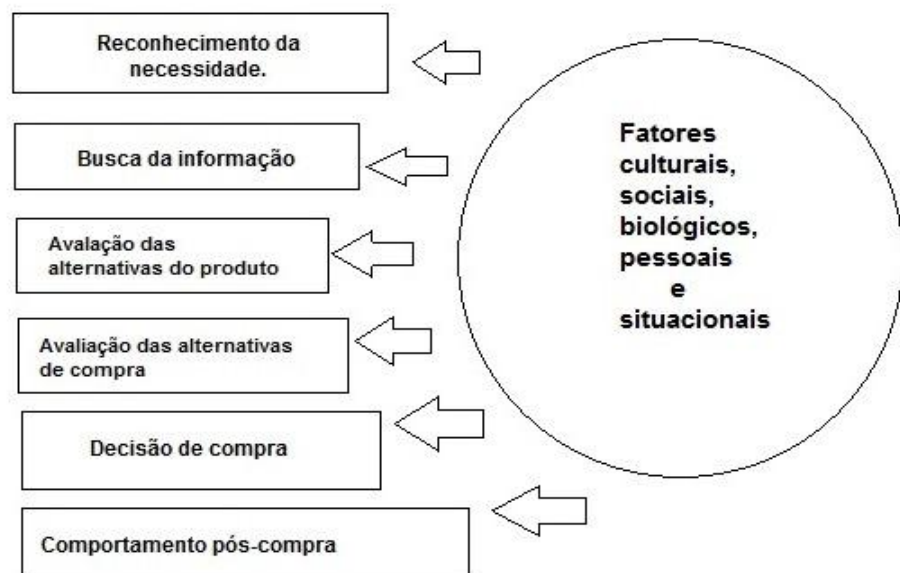 Reconhecimento da
necessidade.
Busca da informação
Avalação das
alternativas do produto
Avaliação das alternativas
de compra
Decisão de compra
Comportamento pós-compra
Fatores
culturais,
sociais,
biológicos,
pessoais
e
situacionais